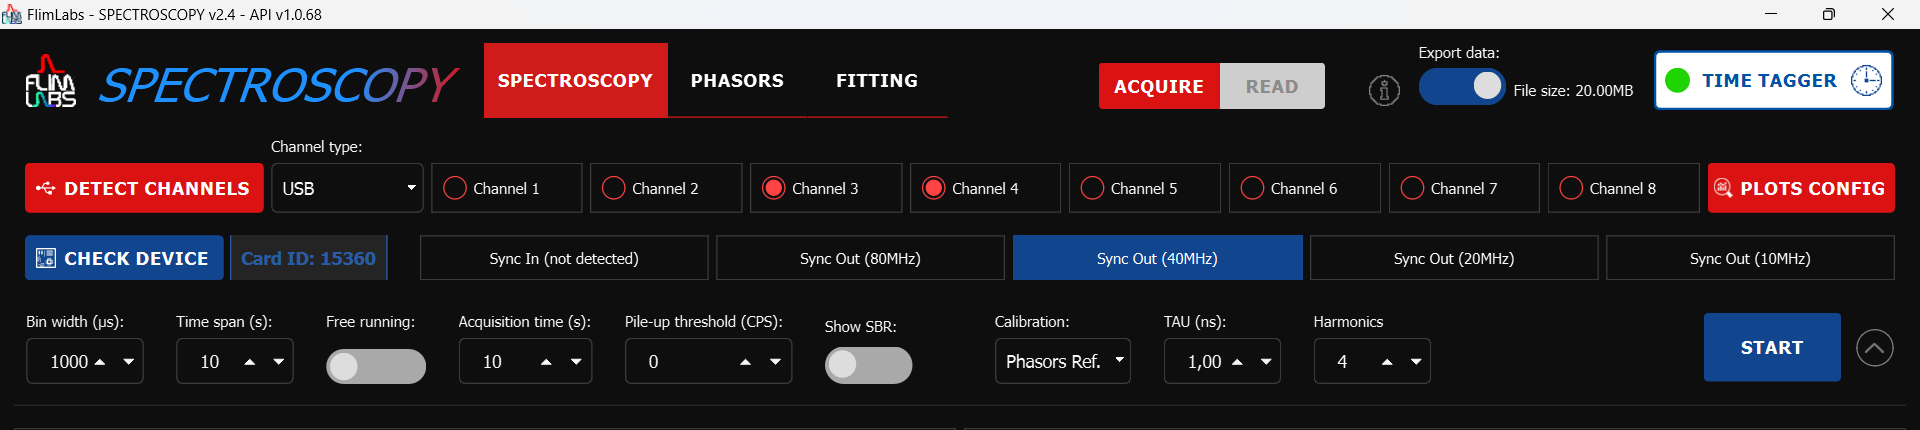 FlimLabs - SPECTROSCOPY v2.4 - API v1.0.68
FLIM LABS
SPECTROSCOPY
SPECTROSCOPY PHASORS FITTING
ACQUIRE READ
Export data:
File size: 20.00MB
TIME TAGGER
Channel type:
DETECT CHANNELS USB Channel 1 Channel 2 Channel 3 Channel 4 Channel 5 Channel 6 Channel 7 Channel 8 PLOTS CONFIG
CHECK DEVICE Card ID: 15360 Sync In (not detected) Sync Out (80MHz) Sync Out (40MHz) Sync Out (20MHz) Sync Out (10MHz)
Bin width (µs): Time span (s): Free running: Acquisition time (s): Pile-up threshold (CPS): Show SBR: Calibration: TAU (ns): Harmonics
1000 10 10 0 Phasors Ref. 1,00 4 START